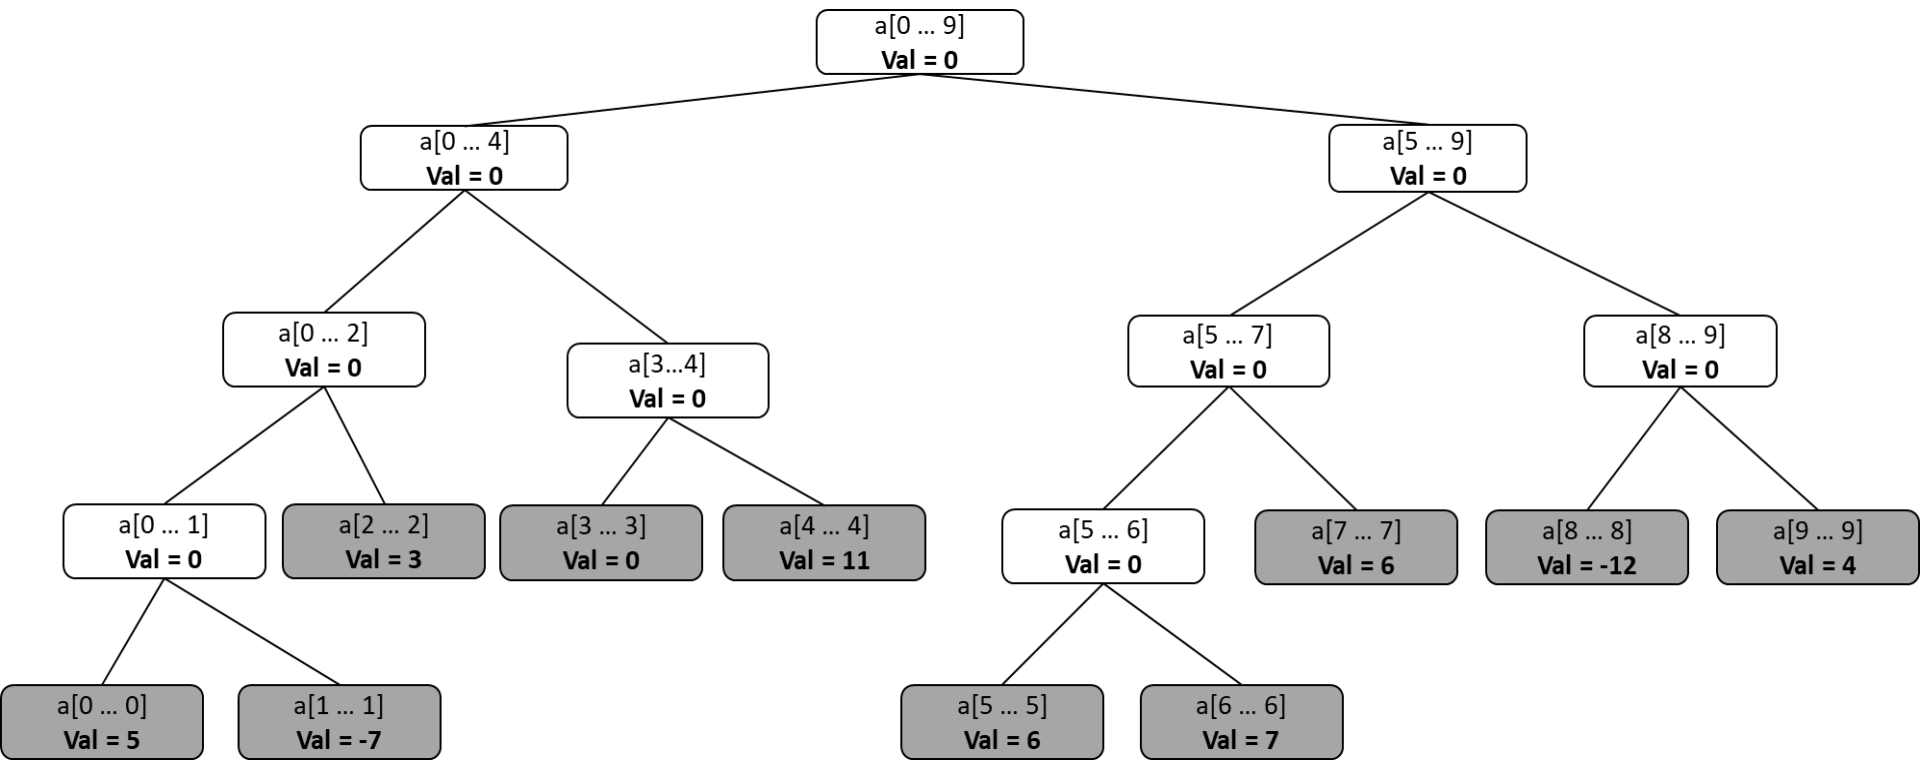 a[0 ... 9]
Val = 0
a[0 ... 4]
Val = 0
a[5 ... 9]
Val = 0
a[0 ... 2]
Val = 0
a[3...4]
Val = 0
a[5 ... 7]
Val = 0
a[8 ... 9]
Val = 0
a[0 ... 1]
Val = 0
a[2 ... 2]
Val = 3
a[3 ... 3]
Val = 0
a[4 ... 4]
Val = 11
a[5 ... 6]
Val = 0
a[7 ... 7]
Val = 6
a[8 ... 8]
Val = -12
a[9 ... 9]
Val = 4
a[0 ... 0]
Val = 5
a[1 ... 1]
Val = -7
a[5 ... 5]
Val = 6
a[6 ... 6]
Val = 7